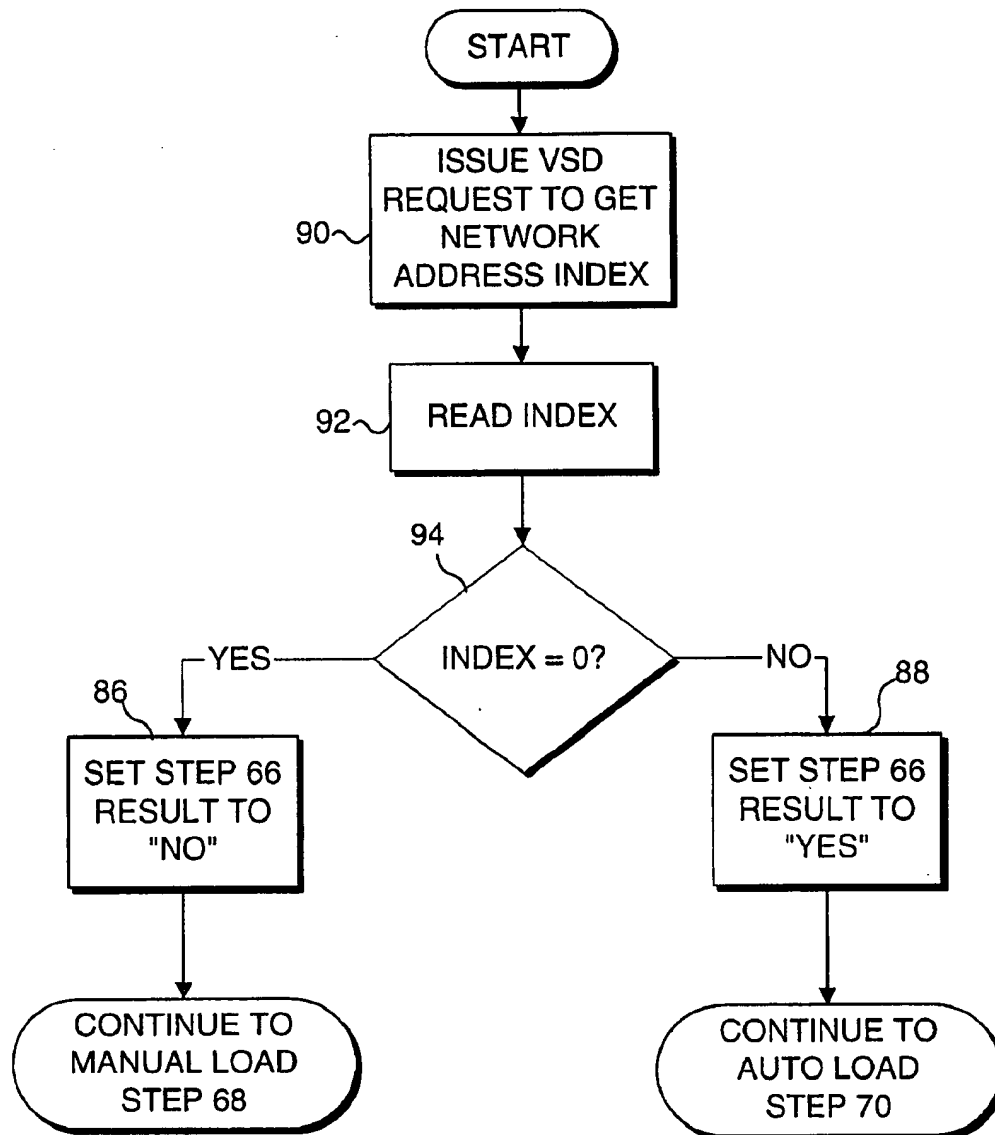 START
ISSUE VSD
REQUEST TO GET
NETWORK
ADDRESS INDEX
90
READ INDEX
92
94
INDEX = 0?
YES
NO
86
SET STEP 66
RESULT TO
"NO"
88
SET STEP 66
RESULT TO
"YES"
CONTINUE TO
MANUAL LOAD
STEP 68
CONTINUE TO
AUTO LOAD
STEP 70